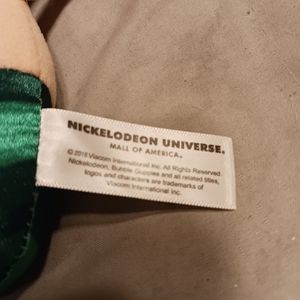 NICKELODEON UNIVERSE.
MALL OF AMERICA.
© 2015 Viacom International Inc. All Rights Reserved.
Nickelodeon, Bubble Guppies and all related titles,
logos and characters are trademarks of
Viacom International Inc.